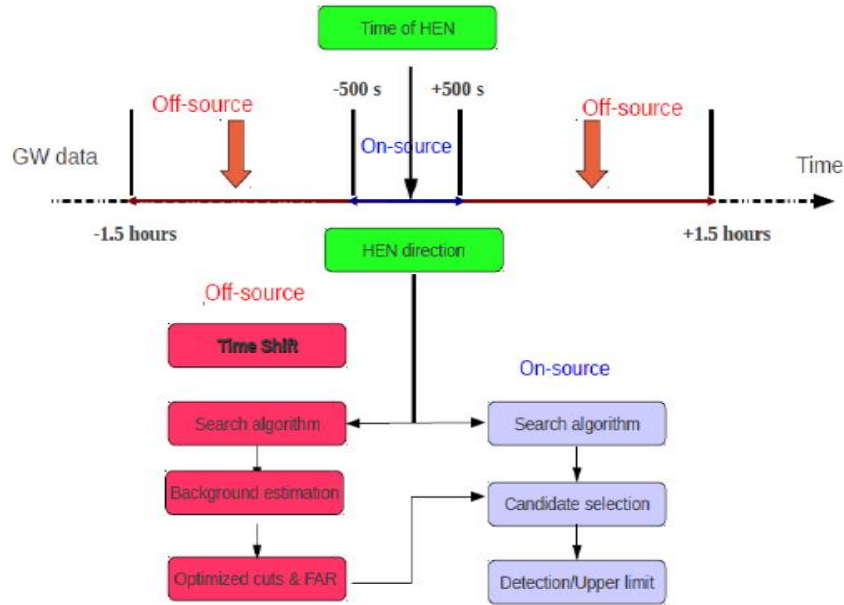 Time of HEN
-500 s
+500 s
Off-source
Off-source
On-source
GW data
Time
-1.5 hours
+1.5 hours
HEN direction
Off-source
Time Shift
On-source
Search algorithm
Search algorithm
Background estimation
Candidate selection
Optimized cuts & FAR
Detection/Upper limit